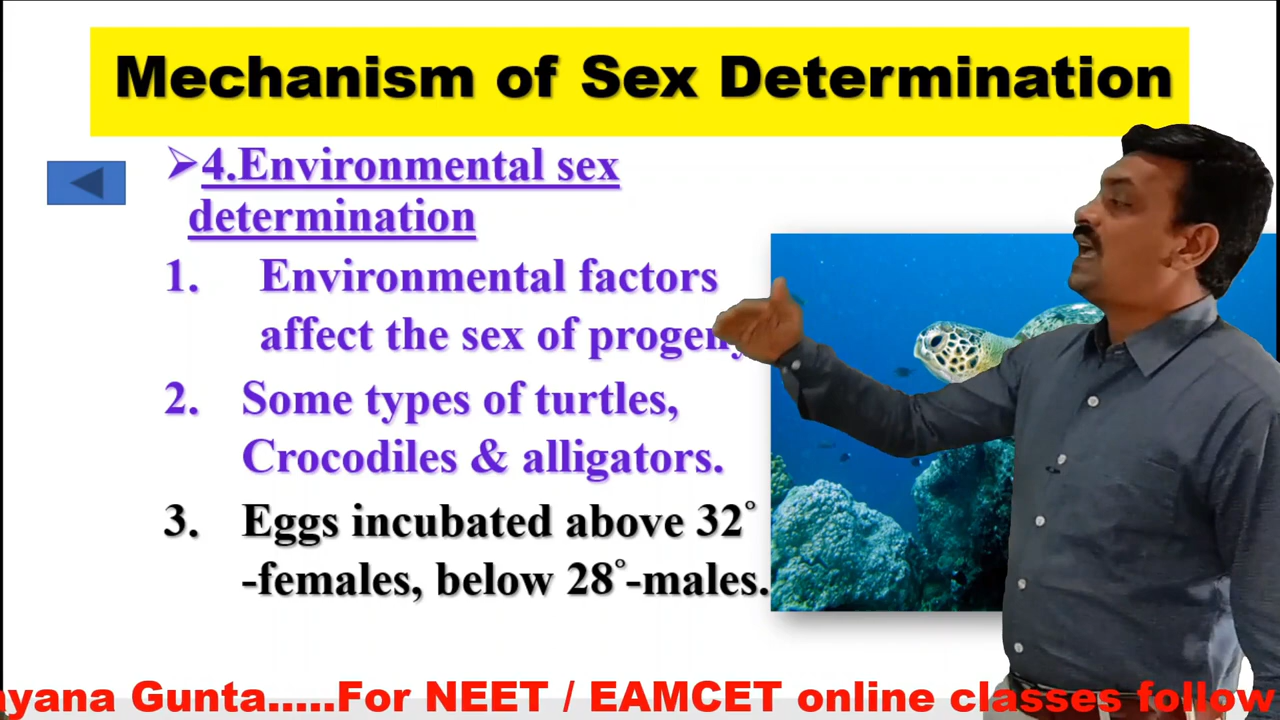 Mechanism of Sex Determination
➢4.Environmental sex
determination
1. Environmental factors
affect the sex of progeny
2. Some types of turtles,
Crocodiles & alligators.
3. Eggs incubated above 32°
-females, below 28°-males.
ayana Gunta.....For NEET / EAMCET online classes follow